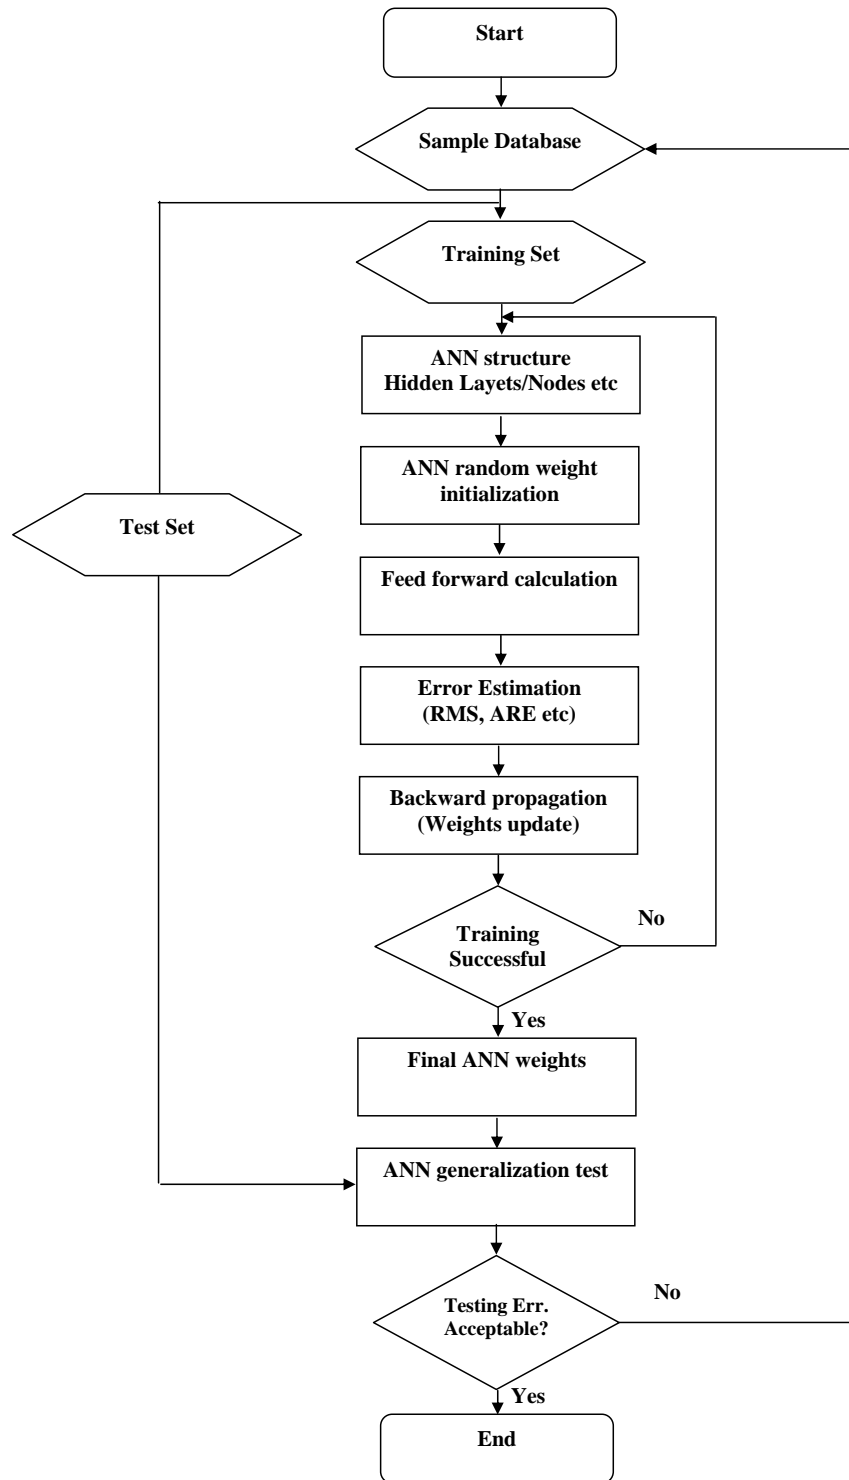 Start
Sample Database
Training Set
ANN structure
Hidden Layets/Nodes etc
ANN random weight
initialization
Test Set
Feed forward calculation
Error Estimation
(RMS, ARE etc)
Backward propagation
(Weights update)
No
Training
Successful
Yes
Final ANN weights
ANN generalization test
No
Testing Err.
Acceptable?
Yes
End